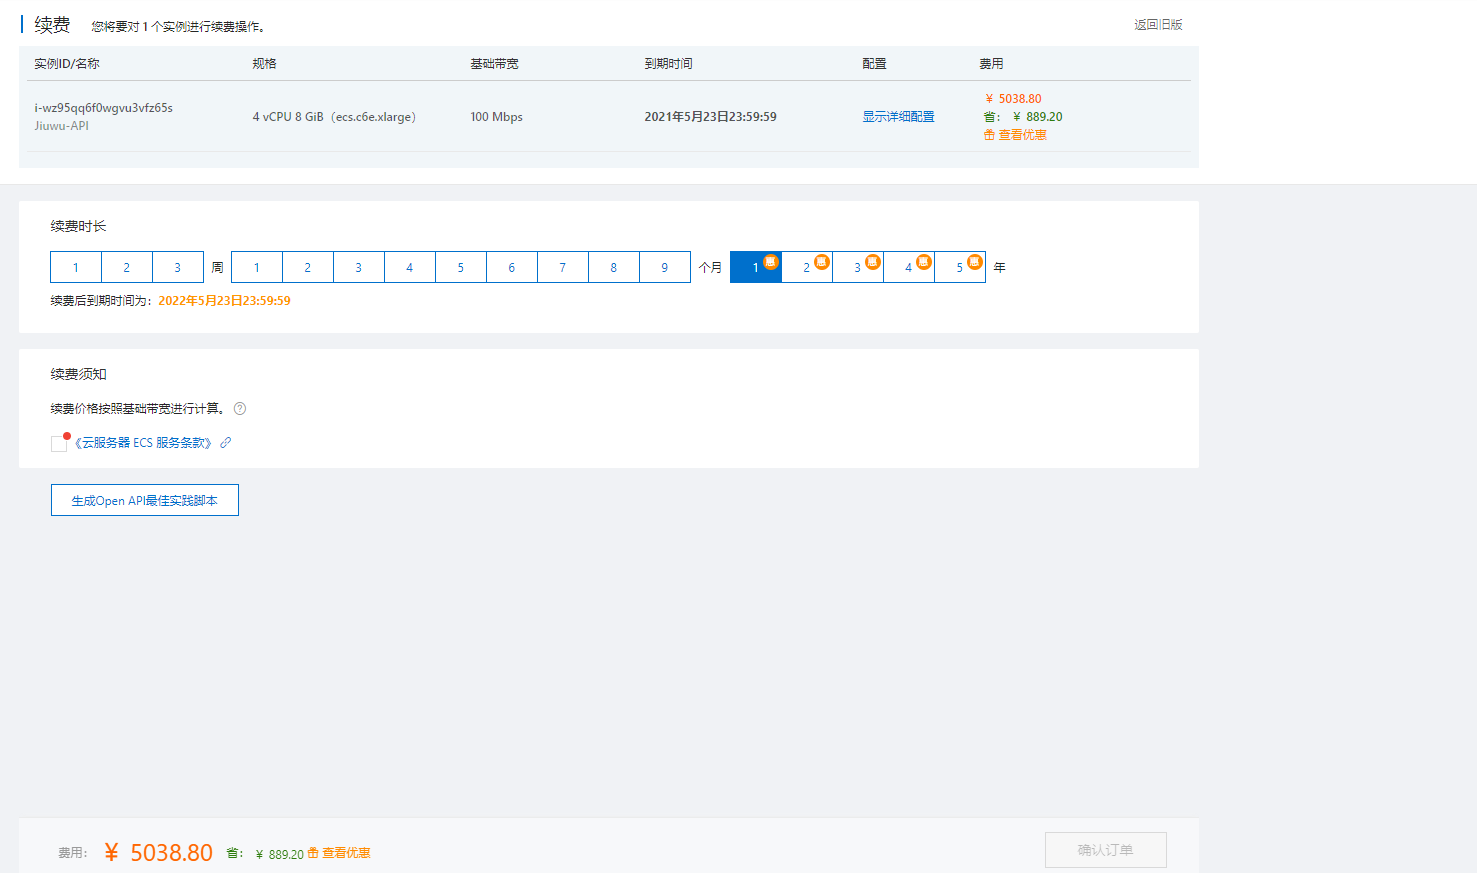 续费 您将要对 1 个实例进行续费操作。 返回旧版
实例ID/名称 规格 基础带宽 到期时间 配置 费用
i-wz95qq6f0wgvu3vfz65s
Jiuwu-API
4 vCPU 8 GiB（ecs.c6e.xlarge） 100 Mbps 2021年5月23日23:59:59 显示详细配置
¥ 5038.80
省： ¥ 889.20
查看优惠
续费时长
1 2 3 周 1 2 3 4 5 6 7 8 9 个月 1惠 2惠 3惠 4惠 5惠 年
续费后到期时间为： 2022年5月23日23:59:59
续费须知
续费价格按照基础带宽进行计算。 ?
《云服务器 ECS 服务条款》
生成Open API最佳实践脚本
费用： ¥ 5038.80 省： ¥ 889.20 查看优惠 确认订单